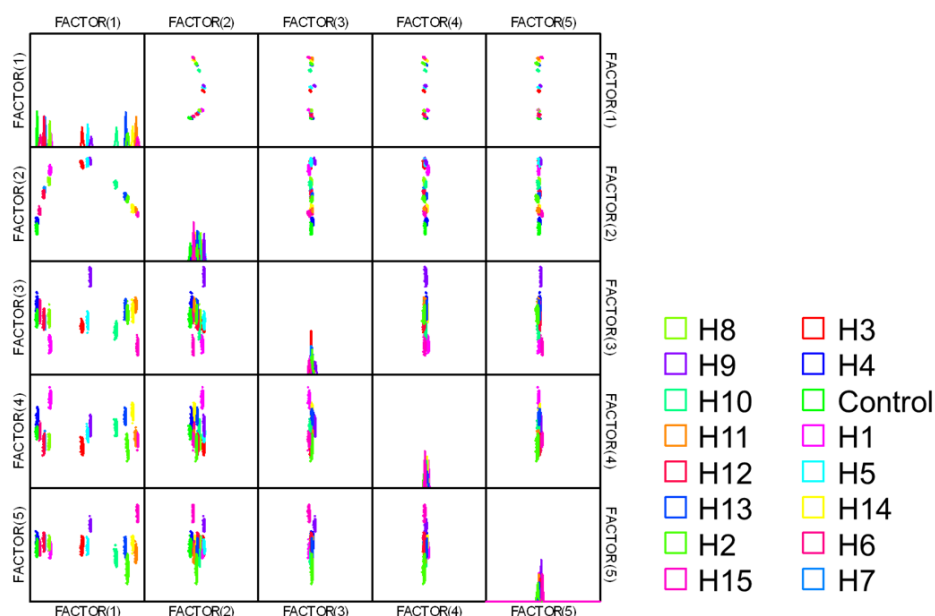 FACTOR(1) FACTOR(2) FACTOR(3) FACTOR(4) FACTOR(5)
FACTOR(1) FACTOR(1)
FACTOR(2) FACTOR(2)
FACTOR(3) FACTOR(3)
FACTOR(4) FACTOR(4)
FACTOR(5) FACTOR(5)
FACTOR(1) FACTOR(2) FACTOR(3) FACTOR(4) FACTOR(5)
H8 H3
H9 H4
H10 Control
H11 H1
H12 H5
H13 H14
H2 H6
H15 H7